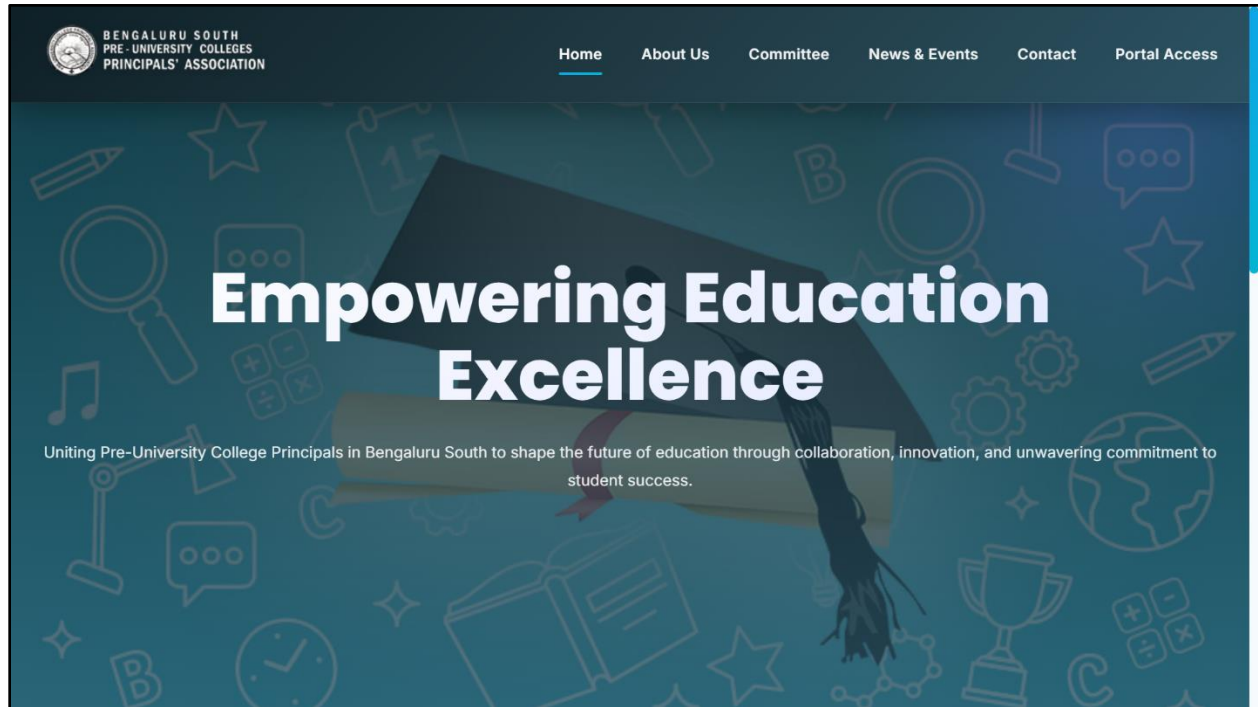 BENGALURU SOUTH
PRE - UNIVERSITY COLLEGES
PRINCIPALS' ASSOCIATION
Home About Us Committee News & Events Contact Portal Access
15
B
Empowering Education
Excellence
Uniting Pre-University College Principals in Bengaluru South to shape the future of education through collaboration, innovation, and unwavering commitment to
student success.
C
B
C